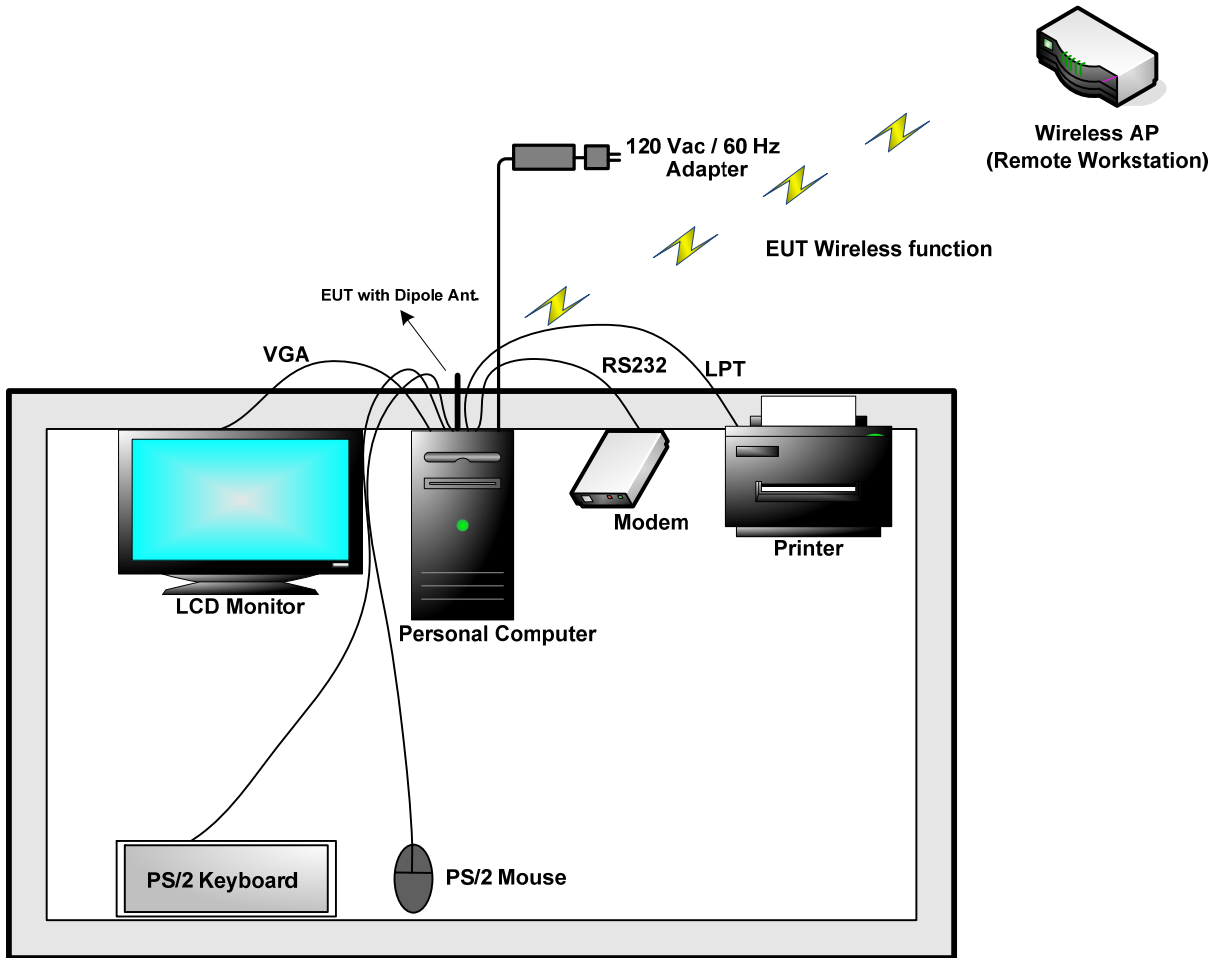 Wireless AP
(Remote Workstation)
120 Vac / 60 Hz
Adapter
EUT Wireless function
EUT with Dipole Ant.
VGA
RS232
LPT
Modem
Printer
LCD Monitor
Personal Computer
PS/2 Keyboard
PS/2 Mouse